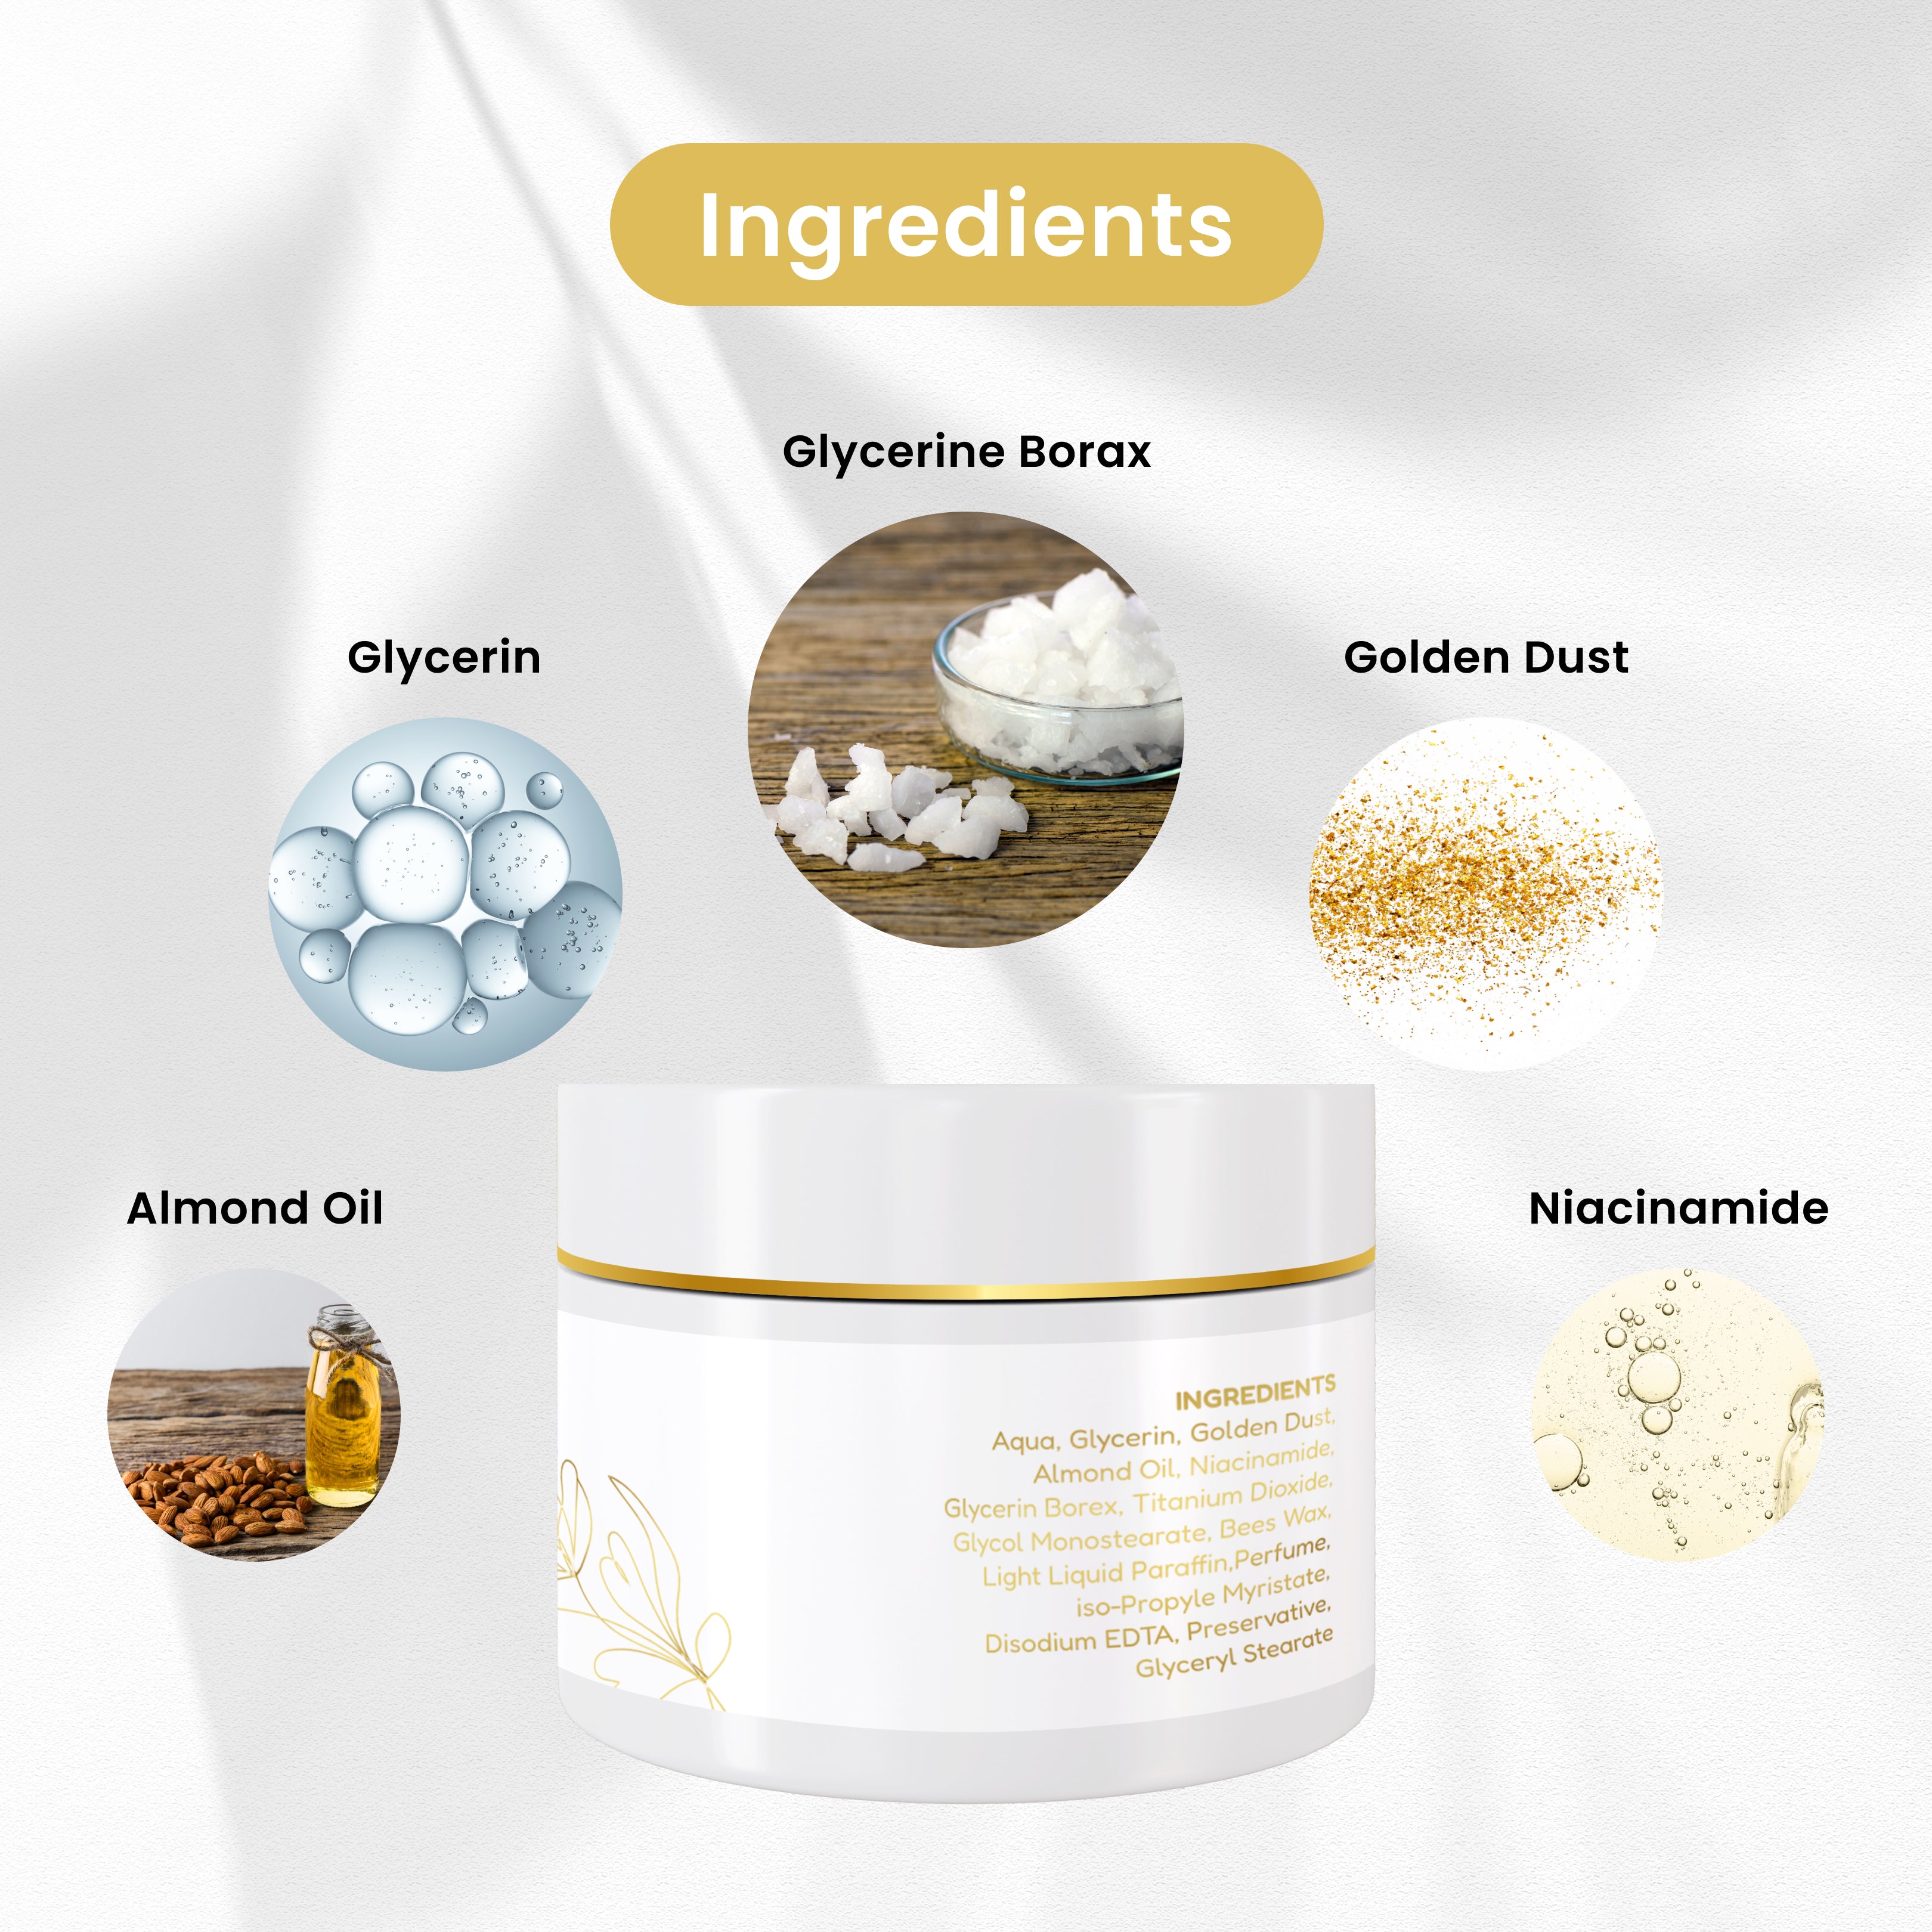 Ingredients
Glycerine Borax
Glycerin
Golden Dust
Almond Oil
Niacinamide
INGREDIENTS
Aqua, Glycerin, Golden Dust,
Almond Oil, Niacinamide,
Glycerin Borex, Titanium Dioxide,
Glycol Monostearate, Bees Wax,
Light Liquid Paraffin,Perfume,
iso-Propyle Myristate,
Disodium EDTA, Preservative,
Glyceryl Stearate